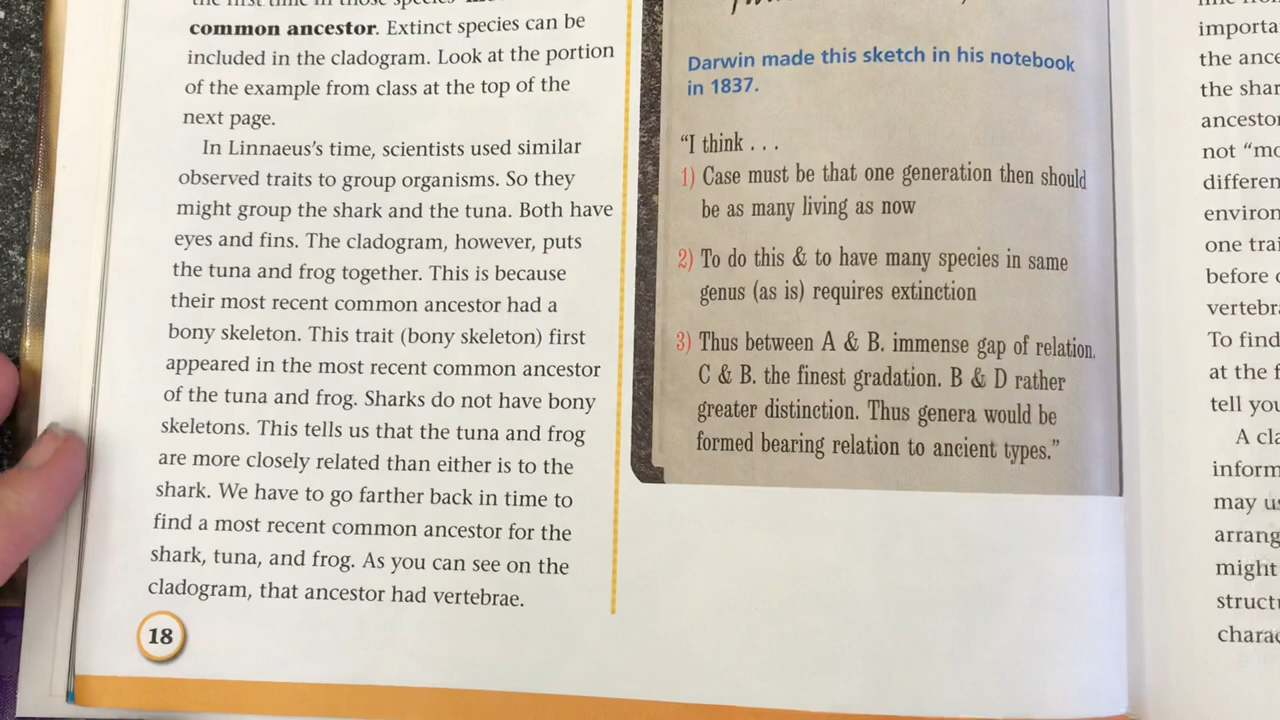 common ancestor. Extinct species can be
included in the cladogram. Look at the portion
of the example from class at the top of the
next page.
In Linnaeus's time, scientists used similar
observed traits to group organisms. So they
might group the shark and the tuna. Both have
eyes and fins. The cladogram, however, puts
the tuna and frog together. This is because
their most recent common ancestor had a
bony skeleton. This trait (bony skeleton) first
appeared in the most recent common ancestor
of the tuna and frog. Sharks do not have bony
skeletons. This tells us that the tuna and frog
are more closely related than either is to the
shark. We have to go farther back in time to
find a most recent common ancestor for the
shark, tuna, and frog. As you can see on the
cladogram, that ancestor had vertebrae.
18
Darwin made this sketch in his notebook
in 1837.
“I think . . .
1) Case must be that one generation then should
be as many living as now
2) To do this & to have many species in same
genus (as is) requires extinction
3) Thus between A & B. immense gap of relation.
C & B. the finest gradation. B & D rather
greater distinction. Thus genera would be
formed bearing relation to ancient types.”
importa
the ance
the shar
ancesto
not “mo
differen
environ
one trai
before
vertebr
To find
at the f
tell you
A cla
inform
may us
arrang
might
struct
charac